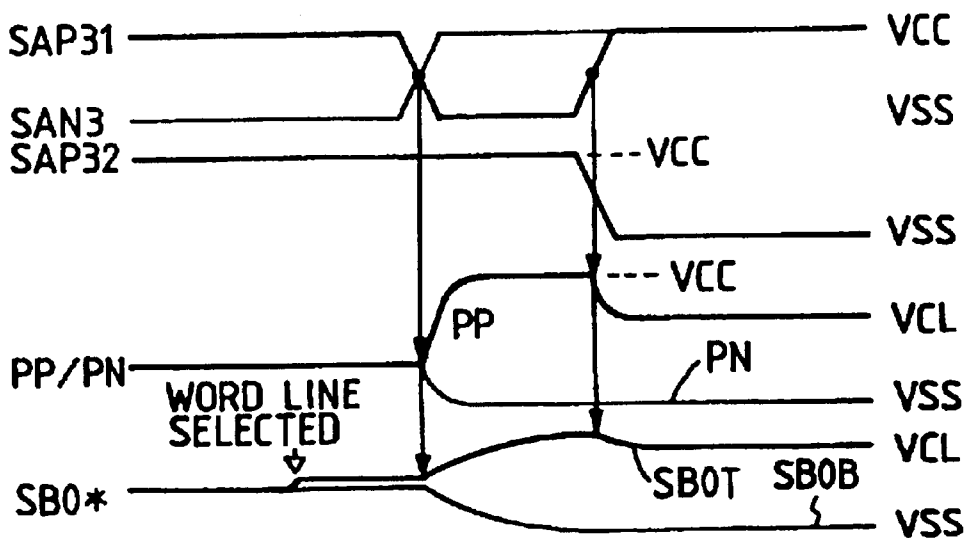 SAP31
VCC
SAN3
VSS
SAP32
VCC
VSS
VCC
PP
VCL
PP/PN
PN
WORD LINE
SELECTED
VSS
VCL
SB0T
SB0B
SB0*
VSS